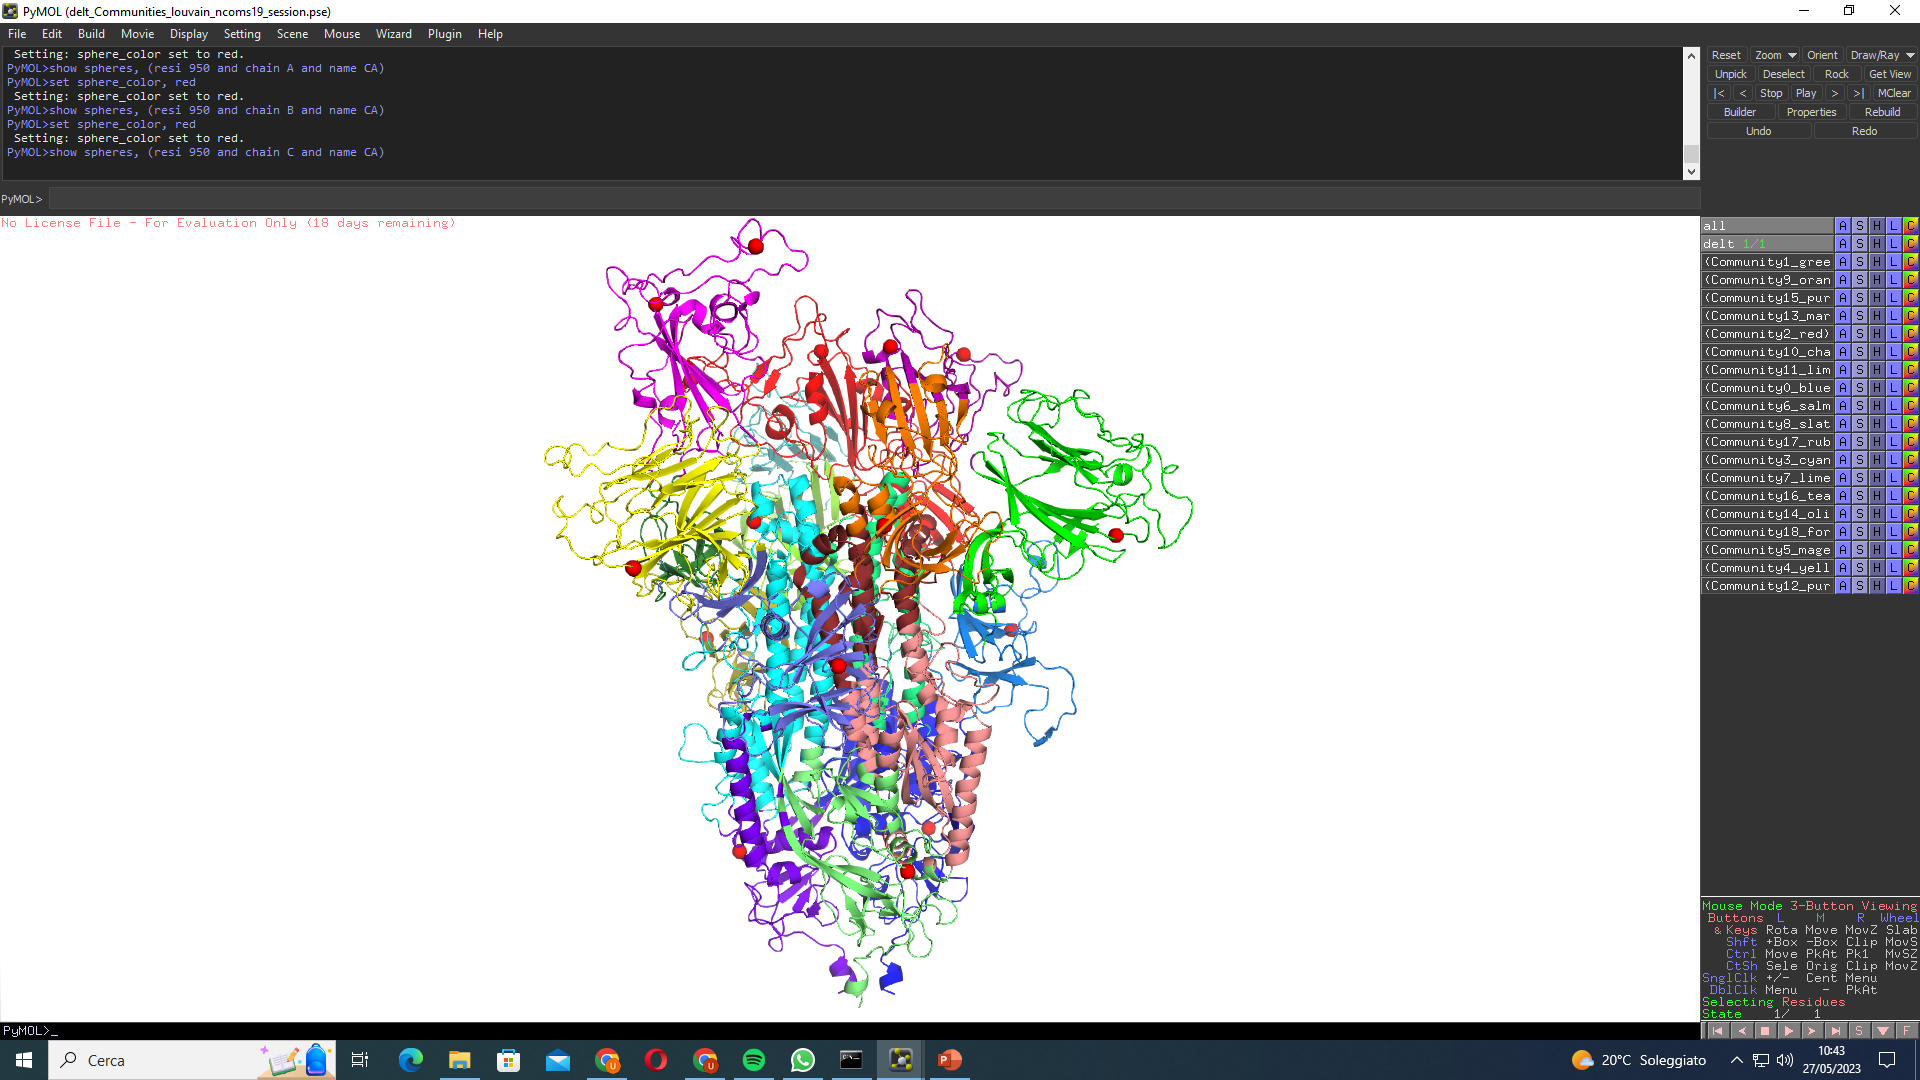 PyMOL (delt_Communities_louvain_ncoms19_session.pse)
File Edit Build Movie Display Setting Scene Mouse Wizard Plugin Help
Setting: sphere_color set to red.
PyMOL>show spheres, (resi 950 and chain A and name CA)
PyMOL>set sphere_color, red
Setting: sphere_color set to red.
PyMOL>show spheres, (resi 950 and chain B and name CA)
PyMOL>set sphere_color, red
Setting: sphere_color set to red.
PyMOL>show spheres, (resi 950 and chain C and name CA)
PyMOL>
Reset Zoom Orient Draw/Ray
Unpick Deselect Rock Get View
|< < Stop Play > >| MClear
Builder Properties Rebuild
Undo Redo
No License File - For Evaluation Only (18 days remaining)
all A S H L C
delt 1/1 A S H L C
(Community1_gree A S H L C
(Community9_oran A S H L C
(Community15_pur A S H L C
(Community13_mar A S H L C
(Community2_red) A S H L C
(Community10_cha A S H L C
(Community11_lim A S H L C
(Community0_blue A S H L C
(Community6_salm A S H L C
(Community8_slat A S H L C
(Community17_rub A S H L C
(Community3_cyan A S H L C
(Community7_lime A S H L C
(Community16_tea A S H L C
(Community14_oli A S H L C
(Community18_for A S H L C
(Community5_mage A S H L C
(Community4_yell A S H L C
(Community12_pur A S H L C
Mouse Mode 3-Button Viewing
Buttons L M R Wheel
& Keys Rota Move MovZ Slab
Shft +Box -Box Clip MovS
Ctrl Move PkAt Pk1 MvSZ
CtSh Sele Orig Clip MovZ
SnglClk +/- Cent Menu
DblClk Menu - PkAt
Selecting Residues
State 1/ 1
S F
PyMOL>_
Cerca
20°C Soleggiato
10:43
27/05/2023